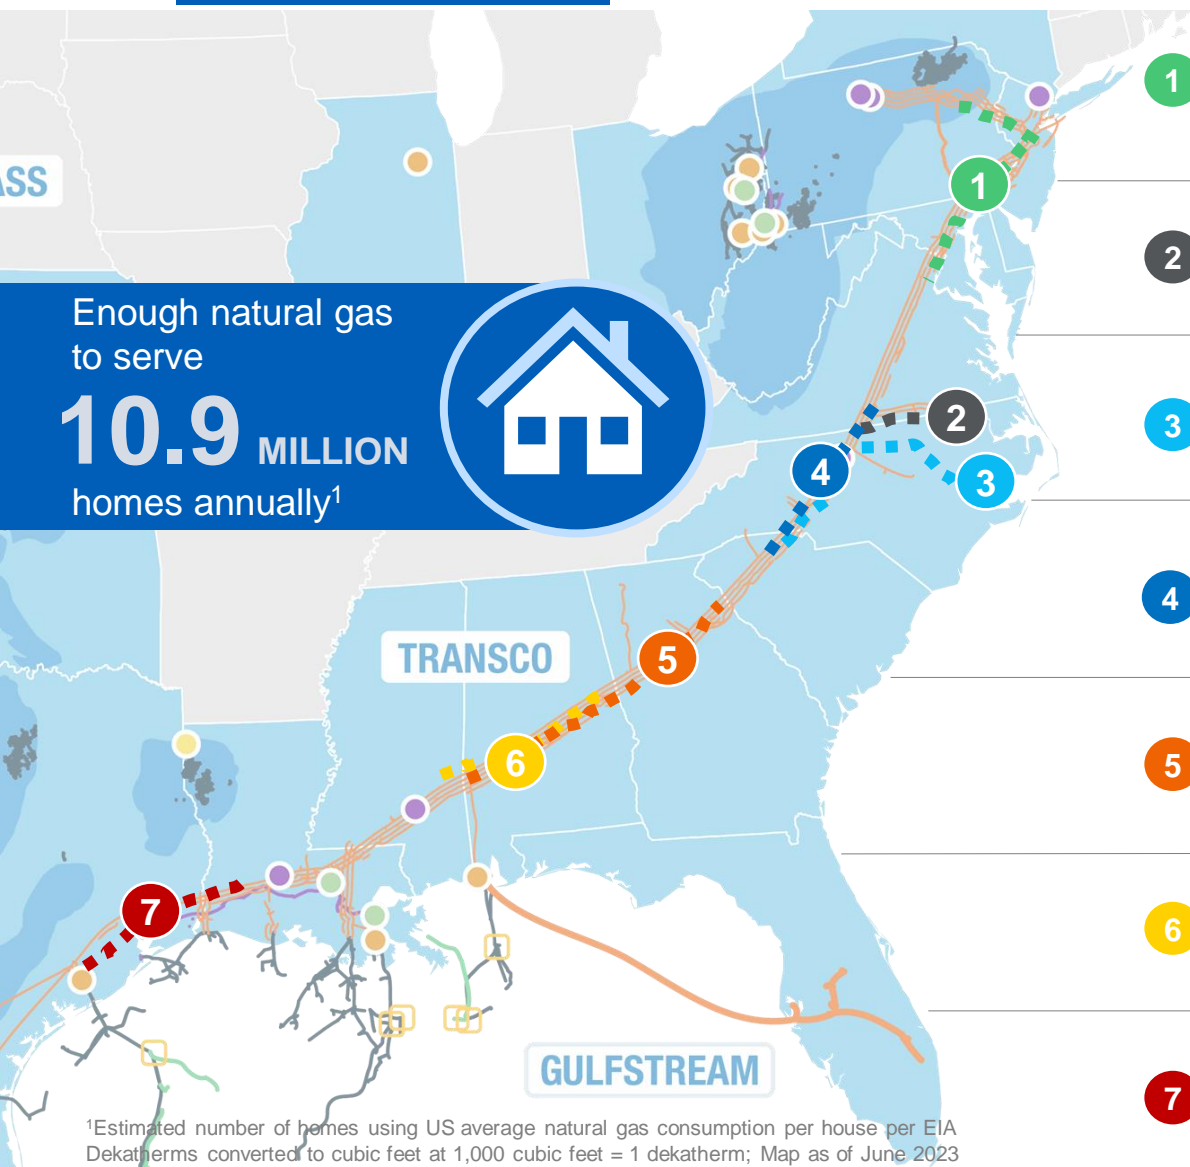 1
ASS
1
2
Enough natural gas
to serve
10.9 MILLION
homes annually1
2
3
4
3
4
TRANSCO
5
6
5
7
6
GULFSTREAM
7
1Estimated number of homes using US average natural gas consumption per house per EIA
Dekatherms converted to cubic feet at 1,000 cubic feet = 1 dekatherm; Map as of June 2023